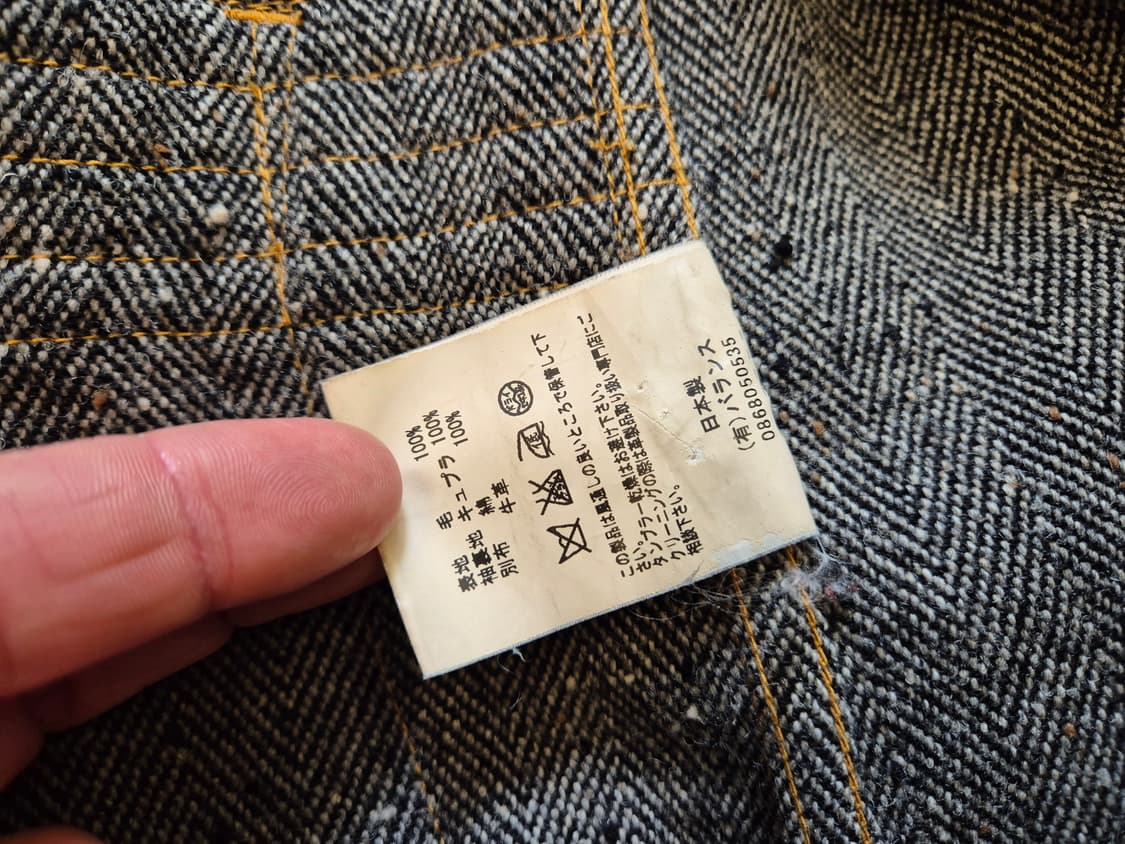 表地 毛 100%
袖裏地 キュプラ 100%
別布 綿 100%
牛革
ドライ
この製品は風通しの良いところで保管して下
さい。
タンブラー乾燥はお避け下さい。
クリーニングの際は革製品取り扱い専門店にご
相談下さい。
日本製
(有)バランス
0868050535